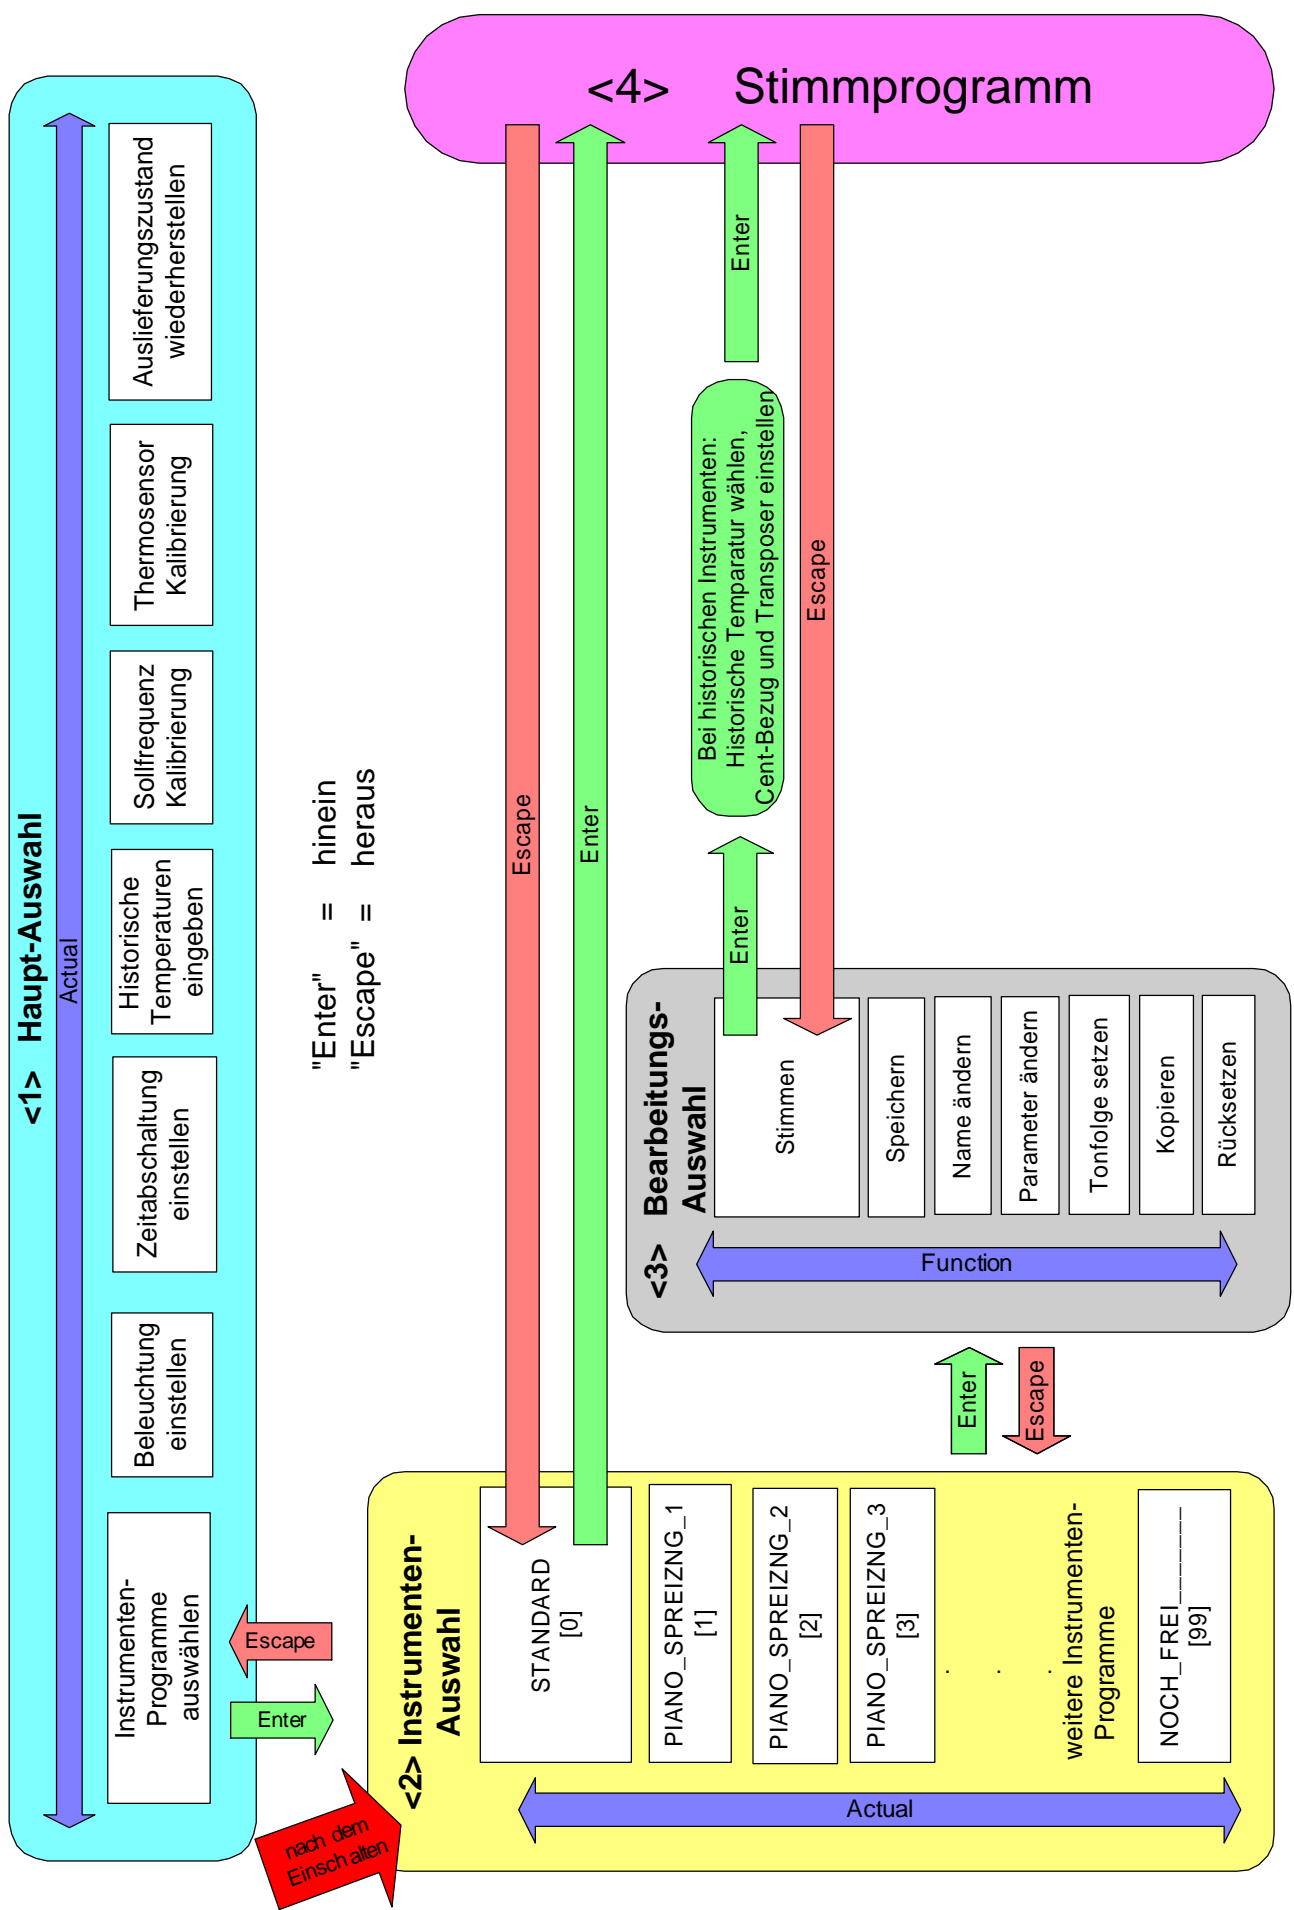 <1> Haupt-Auswahl
Actual
Instrumenten-
Programme
auswählen
Beleuchtung
einstellen
Zeitabschaltung
einstellen
Historische
Temperaturen
eingeben
Sollfrequenz
Kalibrierung
Thermosensor
Kalibrierung
Auslieferungszustand
wiederherstellen
Enter
Escape
nach dem
Einschalten
"Enter" = hinein
"Escape" = heraus
<2> Instrumenten-
Auswahl
STANDARD
[0]
PIANO_SPREIZNG_1
[1]
PIANO_SPREIZNG_2
[2]
PIANO_SPREIZNG_3
[3]
. . .
weitere Instrumenten-
Programme
NOCH_FREI________
[99]
Actual
Escape
Enter
Enter
Escape
<3> Bearbeitungs-
Auswahl
Stimmen
Speichern
Name ändern
Parameter ändern
Tonfolge setzen
Kopieren
Rücksetzen
Function
Enter
Bei historischen Instrumenten:
Historische Temparatur wählen,
Cent-Bezug und Transposer einstellen
Enter
Escape
<4> Stimmprogramm